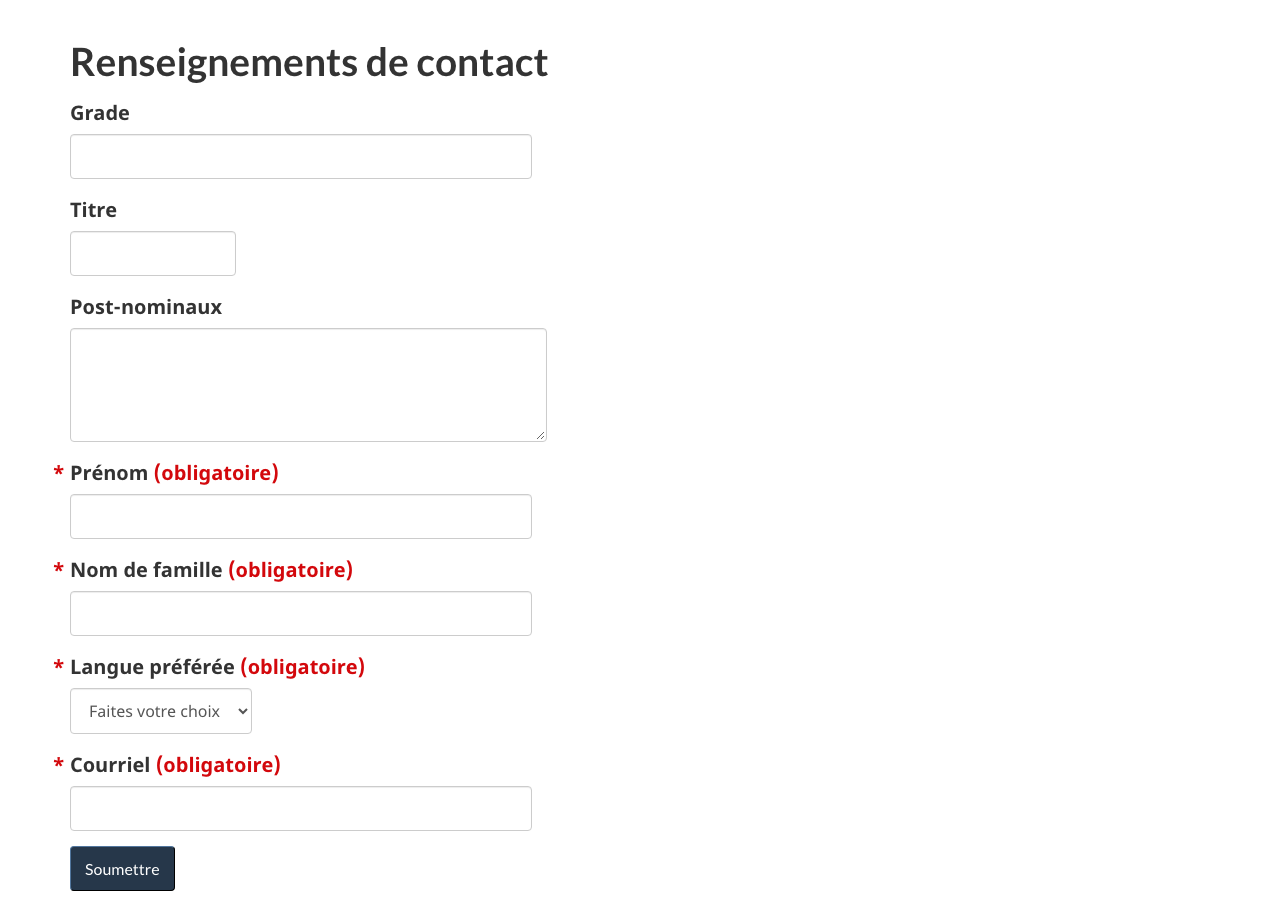 Renseignements de contact
Grade
Titre
Post-nominaux
* Prénom (obligatoire)
* Nom de famille (obligatoire)
* Langue préférée (obligatoire)
Faites votre choix
* Courriel (obligatoire)
Soumettre